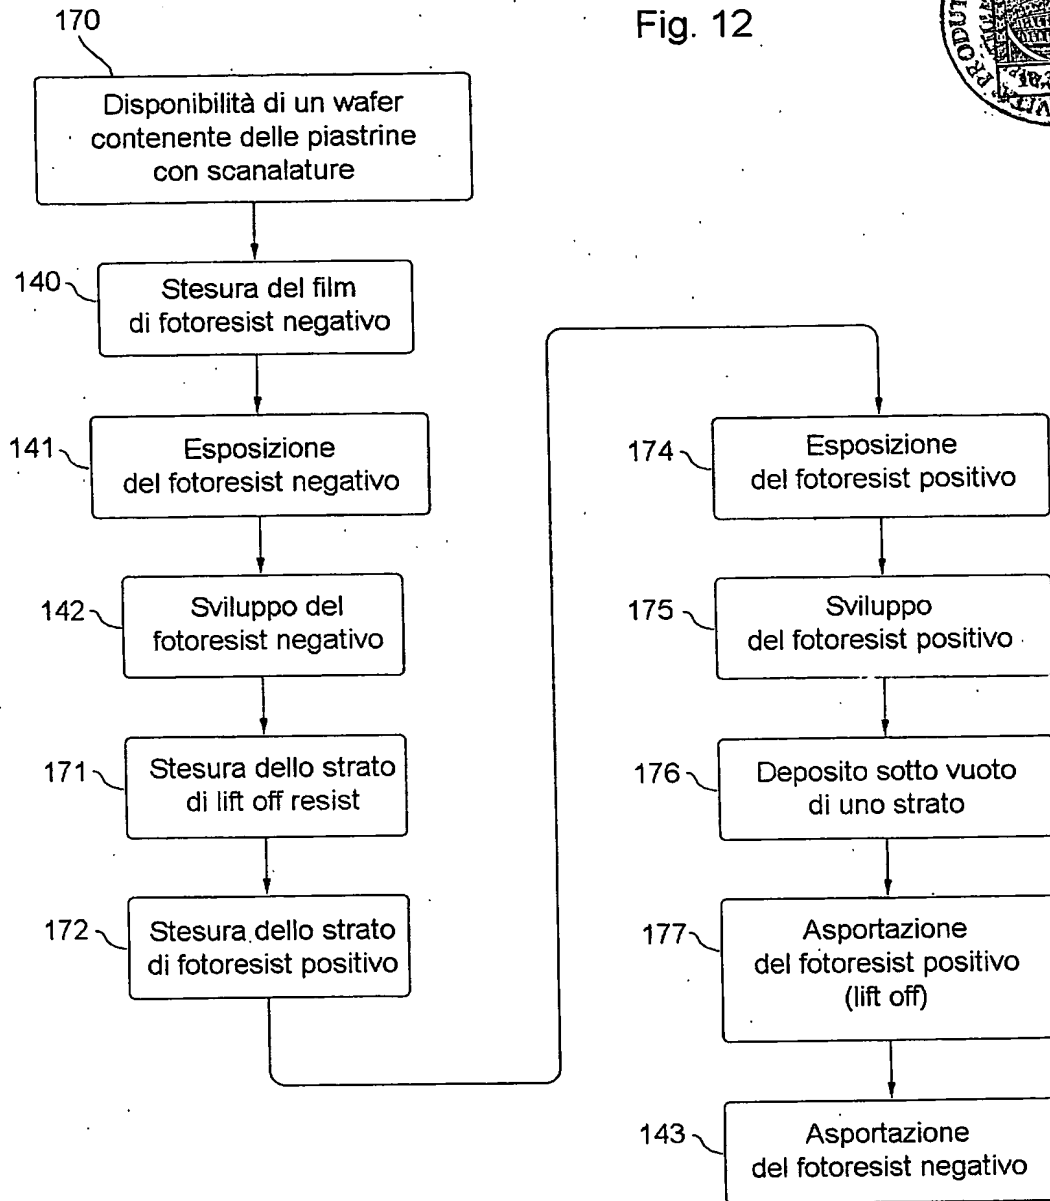 Fig. 12
170
Disponibilità di un wafer
contenente delle piastrine
con scanalature
140
Stesura del film
di fotoresist negativo
141
Esposizione
del fotoresist negativo
142
Sviluppo del
fotoresist negativo
171
Stesura dello strato
di lift off resist
172
Stesura dello strato
di fotoresist positivo
174
Esposizione
del fotoresist positivo
175
Sviluppo
del fotoresist positivo
176
Deposito sotto vuoto
di uno strato
177
Asportazione
del fotoresist positivo
(lift off)
143
Asportazione
del fotoresist negativo